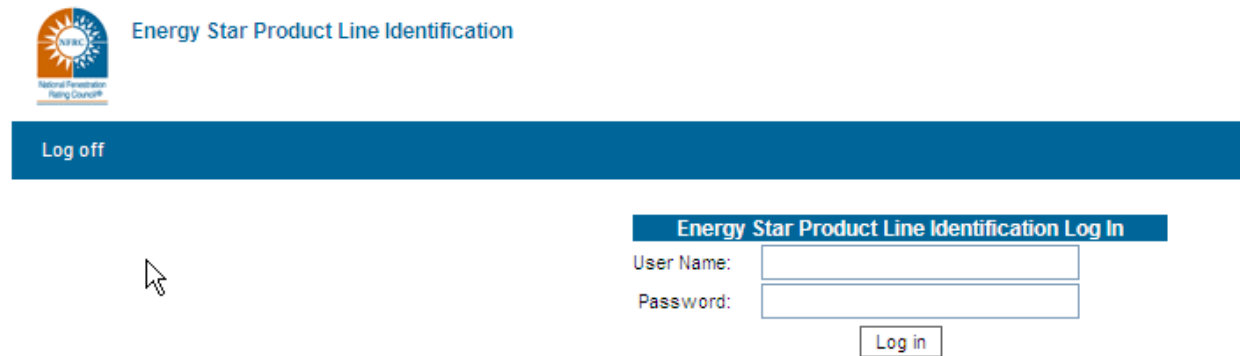 Energy Star Product Line Identification
NFRC
National Fenestration
Rating Council®
Log off
Energy Star Product Line Identification Log In
User Name:
Password:
Log in